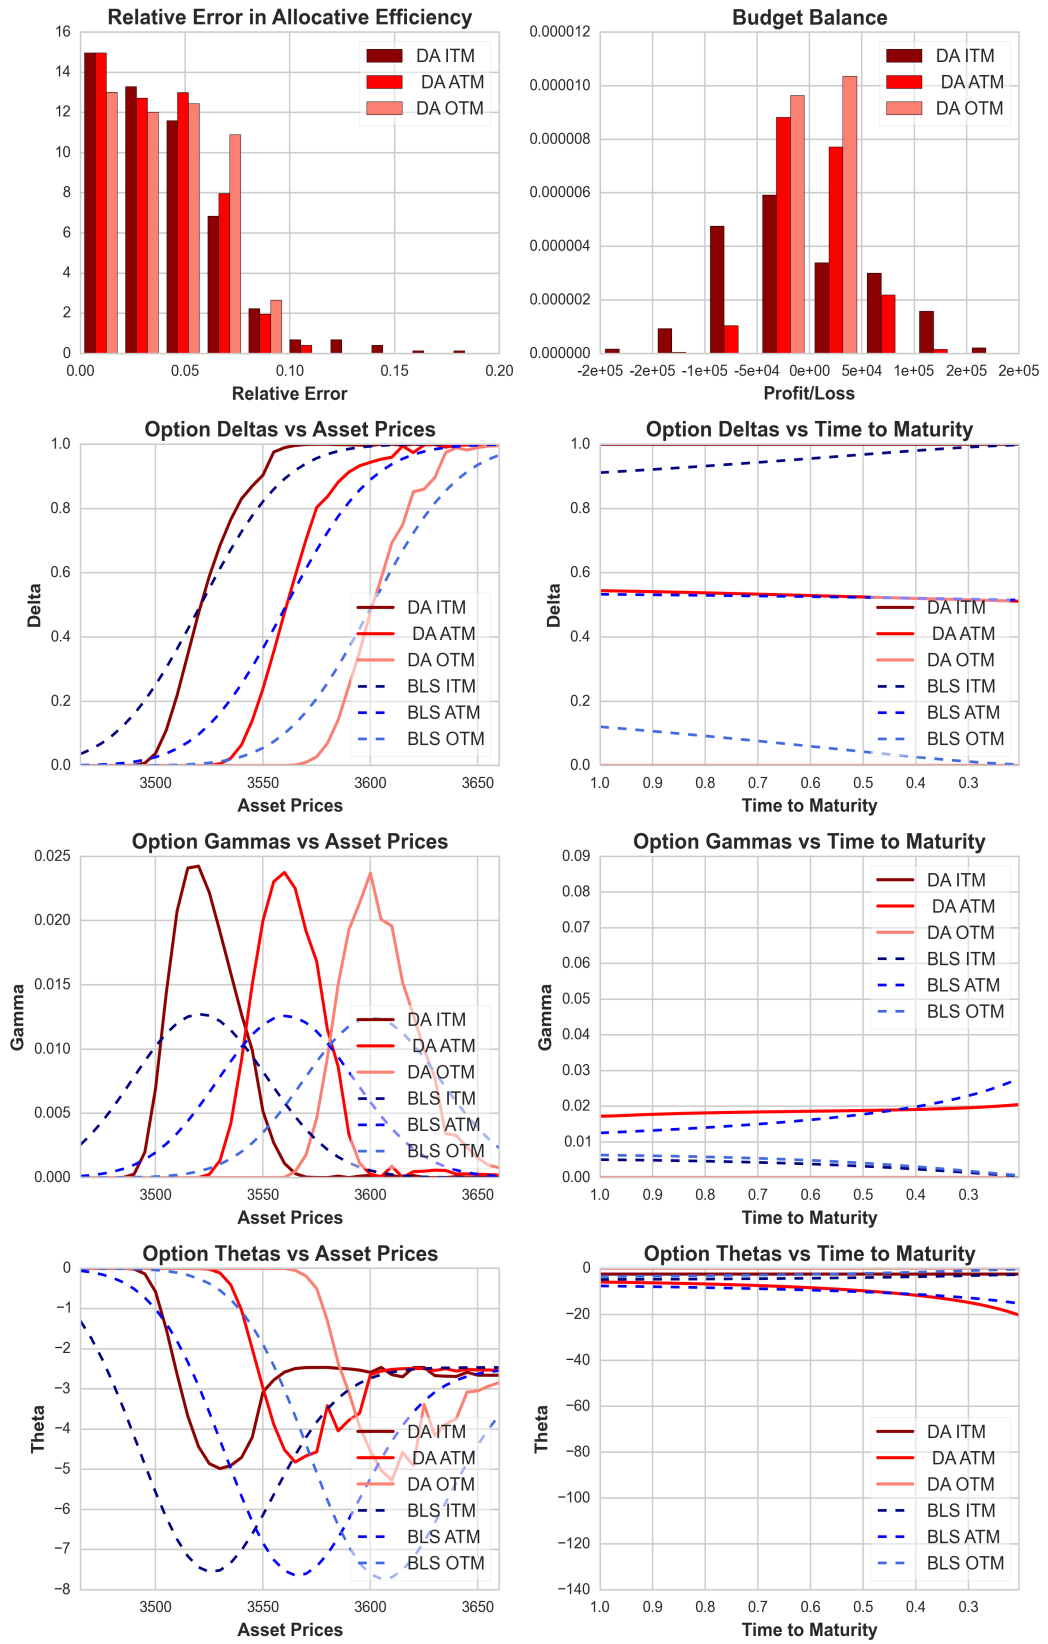 Relative Error in Allocative Efficiency
16
14
12
10
8
6
4
2
0
0.00 0.05 0.10 0.15 0.20
Relative Error
DA ITM
DA ATM
DA OTM
Budget Balance
0.000012
0.000010
0.000008
0.000006
0.000004
0.000002
0.000000
-2e+05 -2e+05 -1e+05 -5e+04 0e+00 5e+04 1e+05 2e+05 2e+05
Profit/Loss
DA ITM
DA ATM
DA OTM
Option Deltas vs Asset Prices
Delta
1.0
0.8
0.6
0.4
0.2
0.0
3500 3550 3600 3650
Asset Prices
DA ITM
DA ATM
DA OTM
BLS ITM
BLS ATM
BLS OTM
Option Deltas vs Time to Maturity
Delta
1.0
0.8
0.6
0.4
0.2
0.0
1.0 0.9 0.8 0.7 0.6 0.5 0.4 0.3
Time to Maturity
DA ITM
DA ATM
DA OTM
BLS ITM
BLS ATM
BLS OTM
Option Gammas vs Asset Prices
Gamma
0.025
0.020
0.015
0.010
0.005
0.000
3500 3550 3600 3650
Asset Prices
DA ITM
DA ATM
DA OTM
BLS ITM
BLS ATM
BLS OTM
Option Gammas vs Time to Maturity
Gamma
0.09
0.08
0.07
0.06
0.05
0.04
0.03
0.02
0.01
0.00
1.0 0.9 0.8 0.7 0.6 0.5 0.4 0.3
Time to Maturity
DA ITM
DA ATM
DA OTM
BLS ITM
BLS ATM
BLS OTM
Option Thetas vs Asset Prices
Theta
0
−1
−2
−3
−4
−5
−6
−7
−8
3500 3550 3600 3650
Asset Prices
DA ITM
DA ATM
DA OTM
BLS ITM
BLS ATM
BLS OTM
Option Thetas vs Time to Maturity
Theta
0
−20
−40
−60
−80
−100
−120
−140
1.0 0.9 0.8 0.7 0.6 0.5 0.4 0.3
Time to Maturity
DA ITM
DA ATM
DA OTM
BLS ITM
BLS ATM
BLS OTM